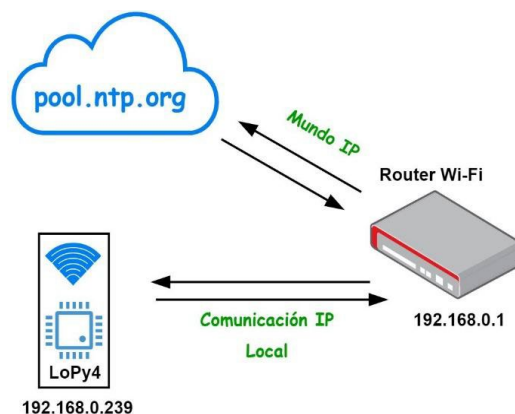 pool.ntp.org
Mundo IP
Router Wi-Fi
192.168.0.1
Comunicación IP
Local
LoPy4
192.168.0.239